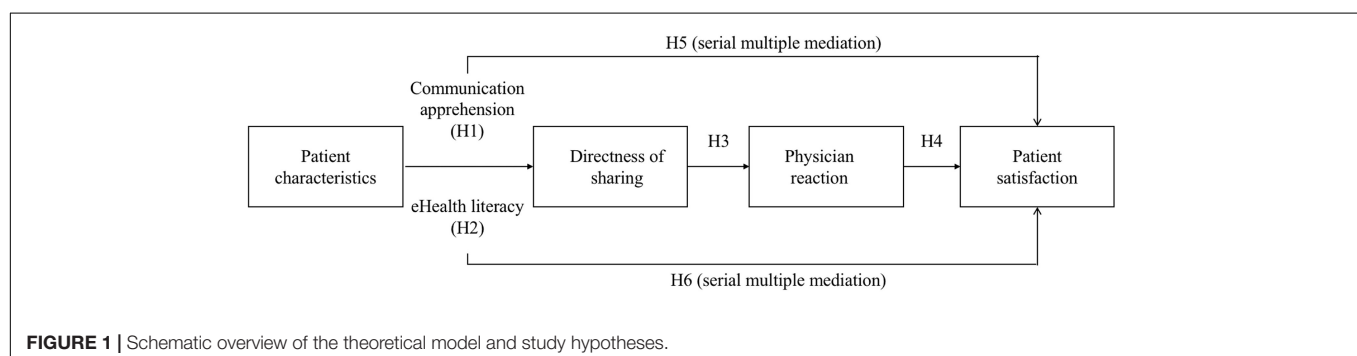 H5 (serial multiple mediation)
Communication
apprehension
(H1)
Patient
characteristics
eHealth literacy
(H2)
Directness of
sharing
H3
Physician
reaction
H4
Patient
satisfaction
H6 (serial multiple mediation)
FIGURE 1 | Schematic overview of the theoretical model and study hypotheses.